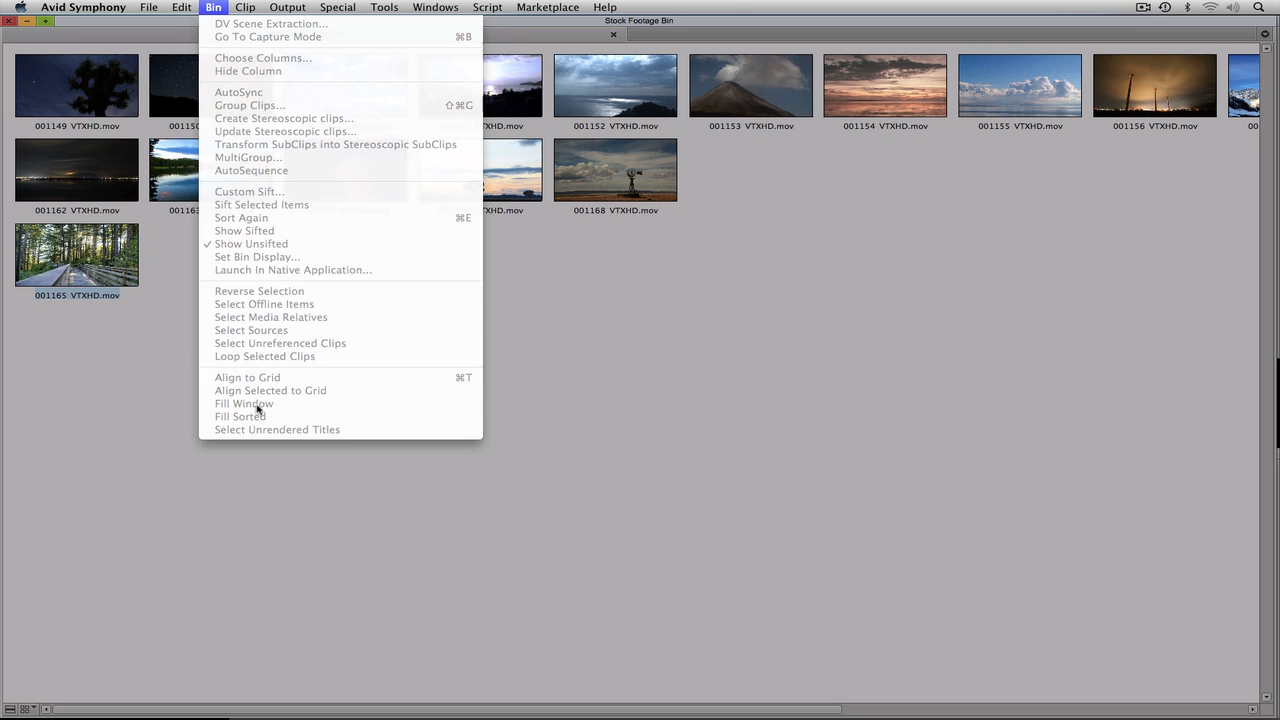 Avid Symphony File Edit Bin Clip Output Special Tools Windows Script Marketplace Help
Stock Footage Bin
DV Scene Extraction...
Go To Capture Mode ⌘B
Choose Columns...
Hide Column
AutoSync
Group Clips... ⇧⌘G
Create Stereoscopic clips...
Update Stereoscopic clips...
Transform SubClips into Stereoscopic SubClips
MultiGroup...
AutoSequence
Custom Sift...
Sift Selected Items
Sort Again ⌘E
Show Sifted
✓ Show Unsifted
Set Bin Display...
Launch In Native Application...
Reverse Selection
Select Offline Items
Select Media Relatives
Select Sources
Select Unreferenced Clips
Loop Selected Clips
Align to Grid ⌘T
Align Selected to Grid
Fill Window
Fill Sorted
Select Unrendered Titles
001149 VTXHD.mov
001152 VTXHD.mov
001153 VTXHD.mov
001154 VTXHD.mov
001155 VTXHD.mov
001156 VTXHD.mov
001162 VTXHD.mov
001168 VTXHD.mov
001165 VTXHD.mov